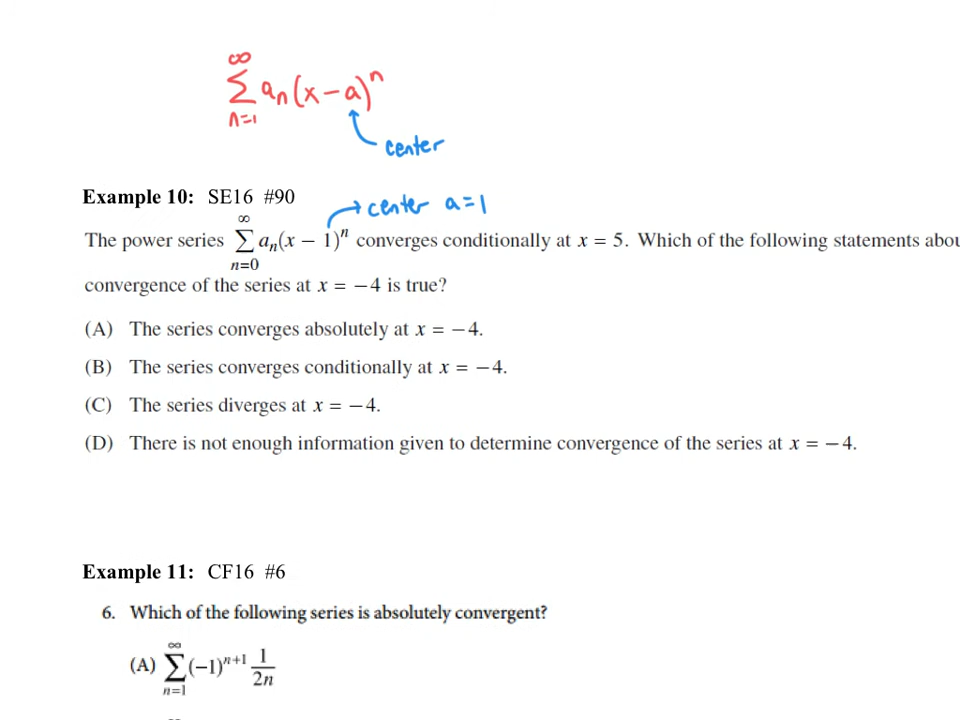 ∞
∑ aₙ(x − a)ⁿ
n=1
center
Example 10: SE16 #90
center a=1
The power series ∑_{n=0}^{∞} aₙ(x − 1)ⁿ converges conditionally at x = 5. Which of the following statements abou
convergence of the series at x = −4 is true?
(A) The series converges absolutely at x = −4.
(B) The series converges conditionally at x = −4.
(C) The series diverges at x = −4.
(D) There is not enough information given to determine convergence of the series at x = −4.
Example 11: CF16 #6
6. Which of the following series is absolutely convergent?
(A) ∑_{n=1}^{∞} (−1)ⁿ⁺¹ 1/2n